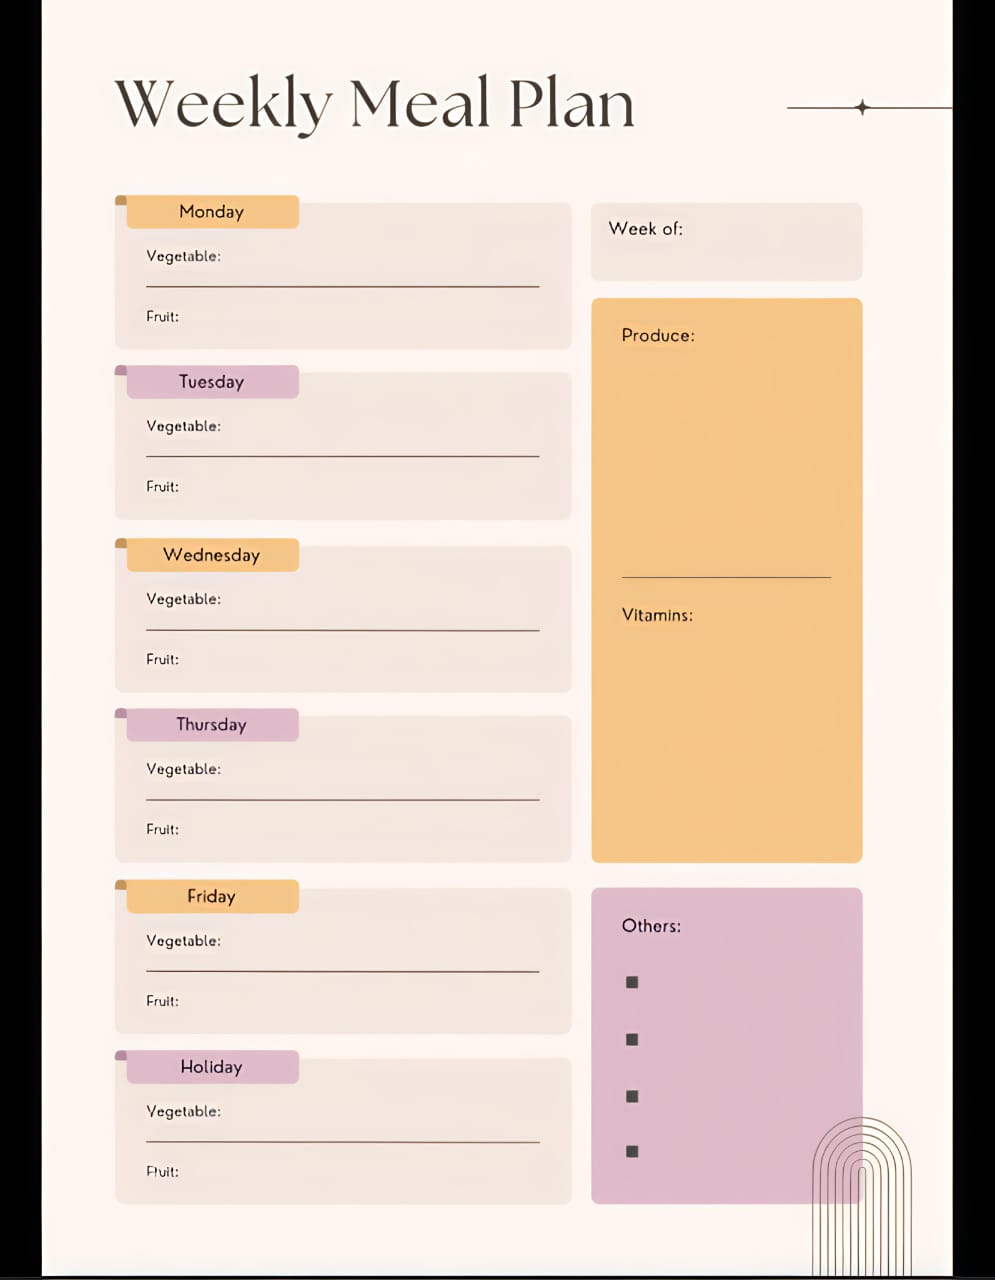 Weekly Meal Plan
Monday
Vegetable:
Fruit:
Tuesday
Vegetable:
Fruit:
Wednesday
Vegetable:
Fruit:
Thursday
Vegetable:
Fruit:
Friday
Vegetable:
Fruit:
Holiday
Vegetable:
Fruit:
Week of:
Produce:
Vitamins:
Others: